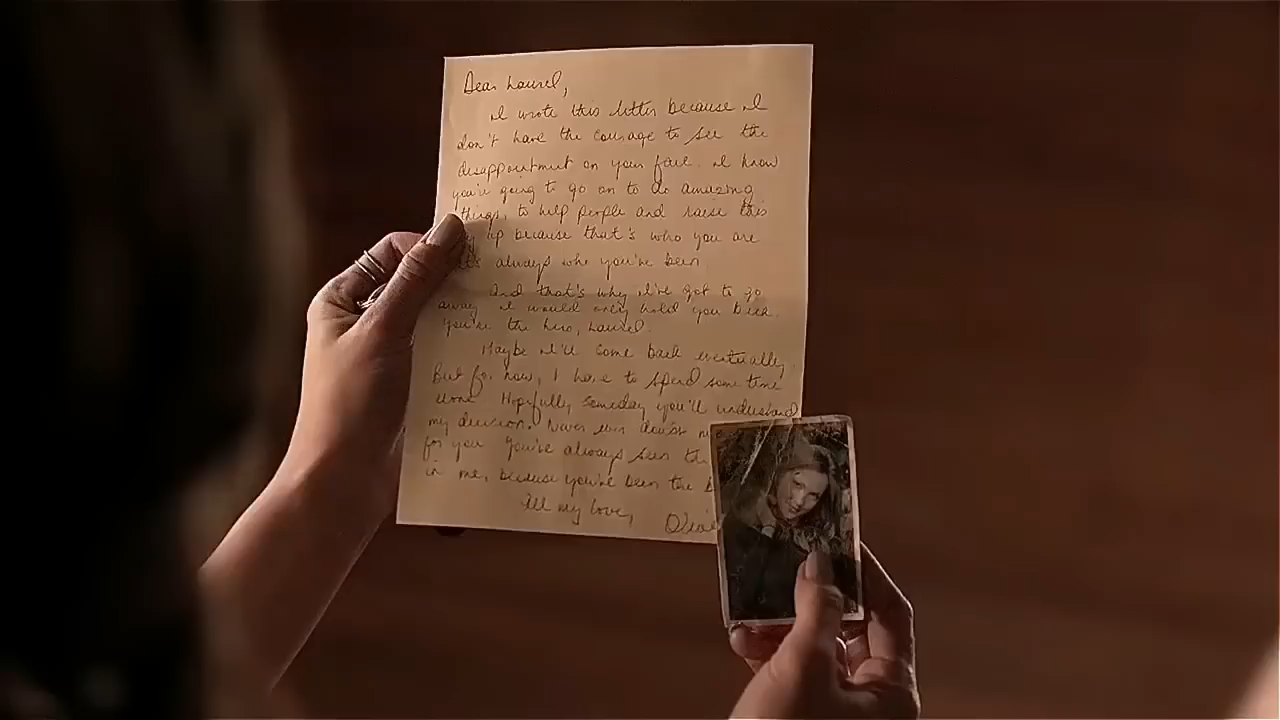 Dear Laurel,
I wrote this letter because I
don't have the courage to see the
disappointment on your face. I know
you're going to go on to do amazing
things, to help people and raise this
up because that's who you are
always who you've been
And that's why I've got to go
away. I would only hold you back.
You're the hero, Laurel.
Maybe I'll come back eventually.
But for now, I have to spend some time
alone. Hopefully, someday you'll understand
my decision. Never ever doubt
for you You've always seen
in me, because you've been the
All my love,